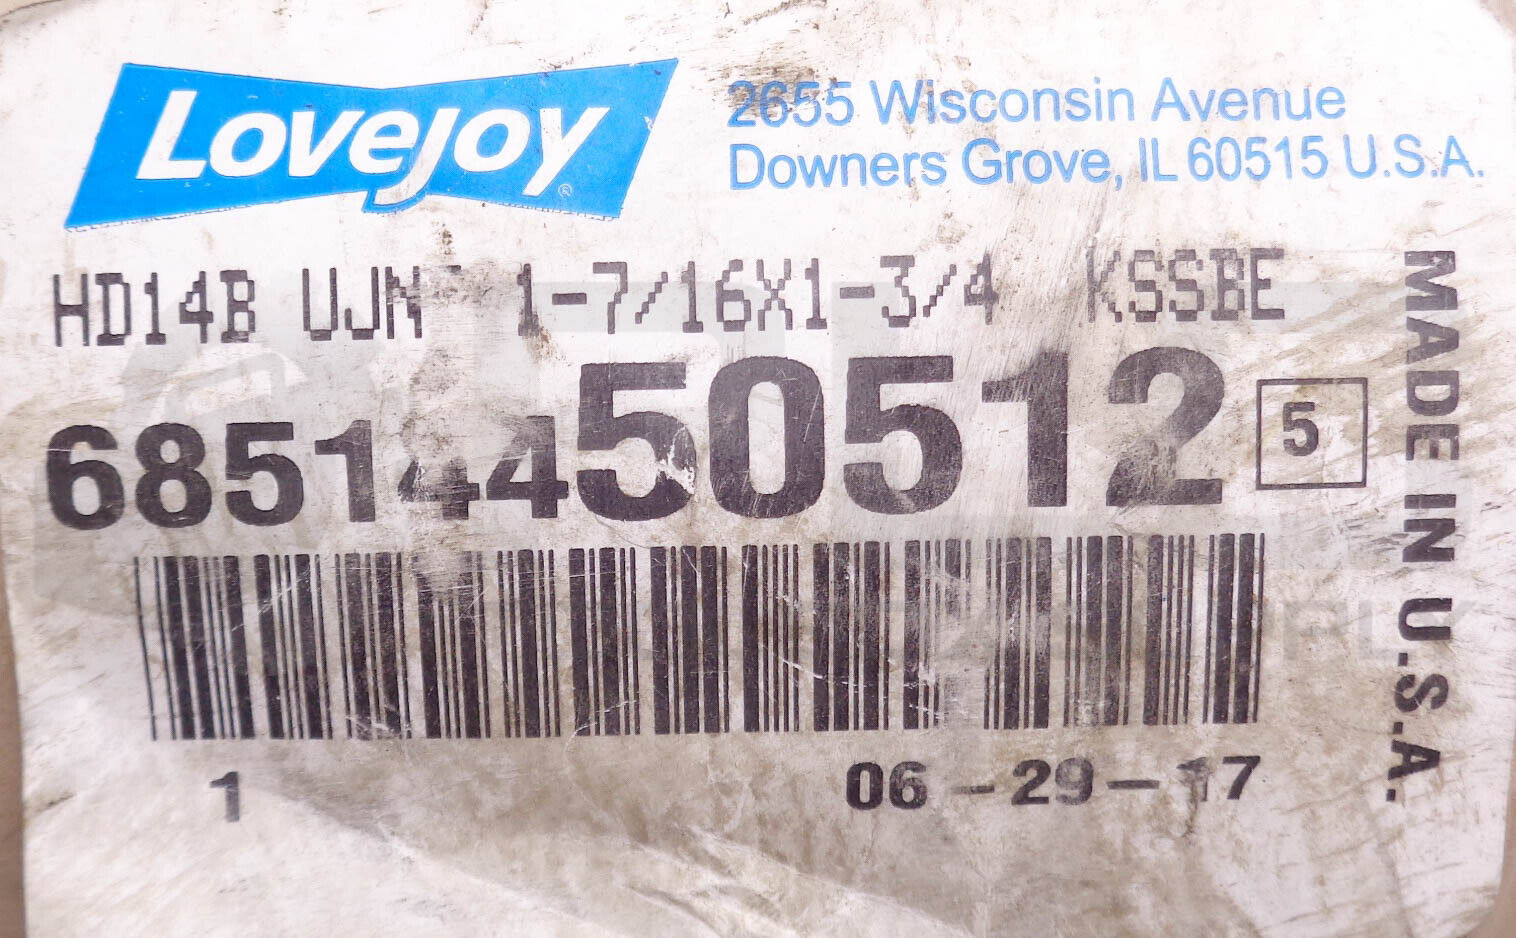 Lovejoy®
2655 Wisconsin Avenue
Downers Grove, IL 60515 U.S.A.
HD14B UJN 1-7/16X1-3/4 KSSBE
68514450512 5
1 06-29-17
MADE IN U.S.A.